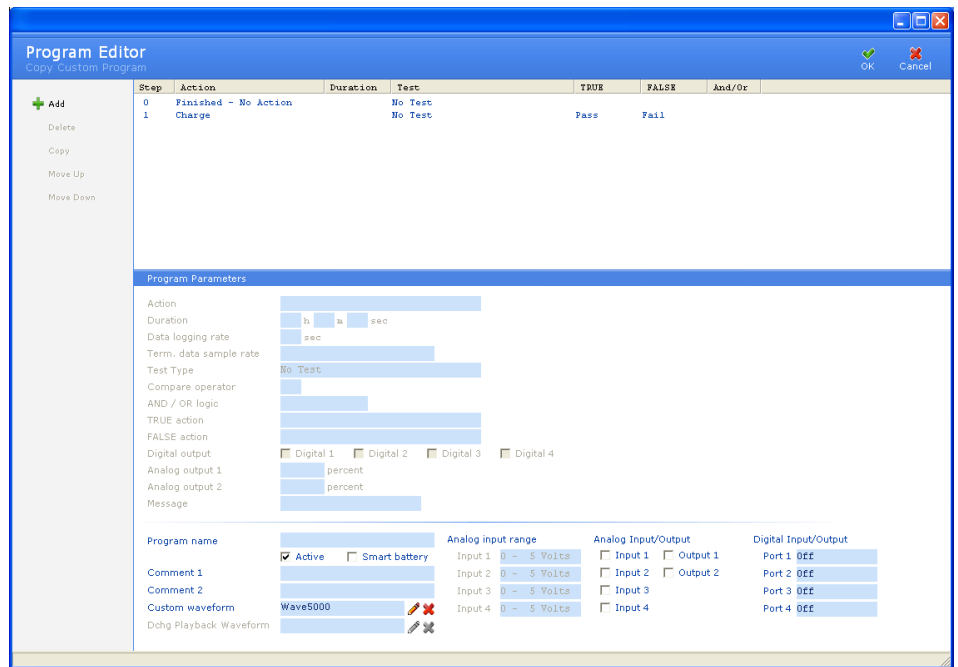 Program Editor
Copy Custom Program
OK Cancel
Add
Delete
Copy
Move Up
Move Down
Step Action Duration Test TRUE FALSE And/Or
0 Finished - No Action No Test
1 Charge No Test Pass Fail
Program Parameters
Action
Duration h m sec
Data logging rate sec
Term. data sample rate
Test Type No Test
Compare operator
AND / OR logic
TRUE action
FALSE action
Digital output Digital 1 Digital 2 Digital 3 Digital 4
Analog output 1 percent
Analog output 2 percent
Message
Program name
Active Smart battery
Comment 1
Comment 2
Custom waveform Wave5000
Dchg Playback Waveform
Analog input range
Input 1 0 - 5 Volts
Input 2 0 - 5 Volts
Input 3 0 - 5 Volts
Input 4 0 - 5 Volts
Analog Input/Output
Input 1 Output 1
Input 2 Output 2
Input 3
Input 4
Digital Input/Output
Port 1 Off
Port 2 Off
Port 3 Off
Port 4 Off